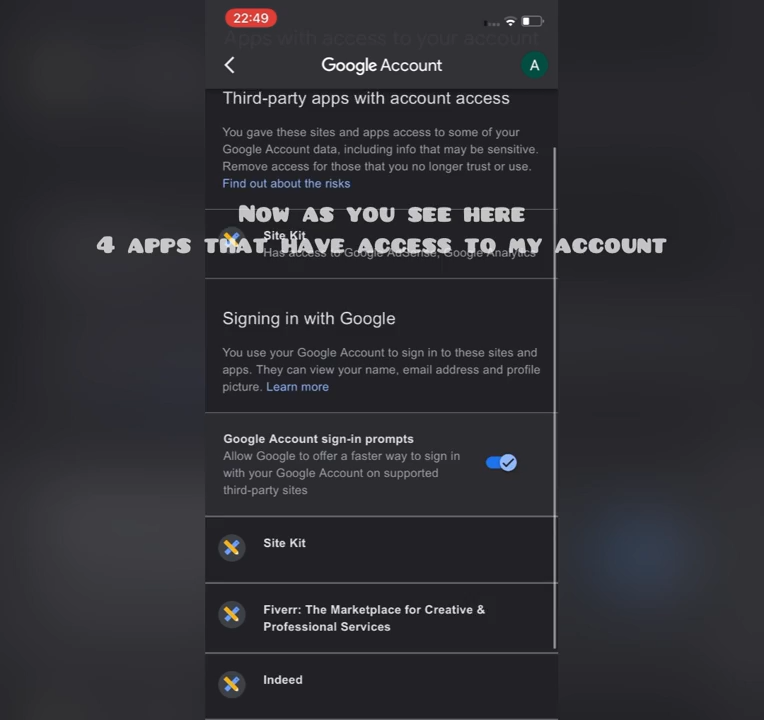 22:49
Apps with access to your account
Google Account
A
Third-party apps with account access
You gave these sites and apps access to some of your
Google Account data, including info that may be sensitive.
Remove access for those that you no longer trust or use.
Find out about the risks
Now as you see here
Site Kit
4 apps that have access to my account
Has access to Google AdSense, Google Analytics
Signing in with Google
You use your Google Account to sign in to these sites and
apps. They can view your name, email address and profile
picture. Learn more
Google Account sign-in prompts
Allow Google to offer a faster way to sign in
with your Google Account on supported
third-party sites
Site Kit
Fiverr: The Marketplace for Creative &
Professional Services
Indeed